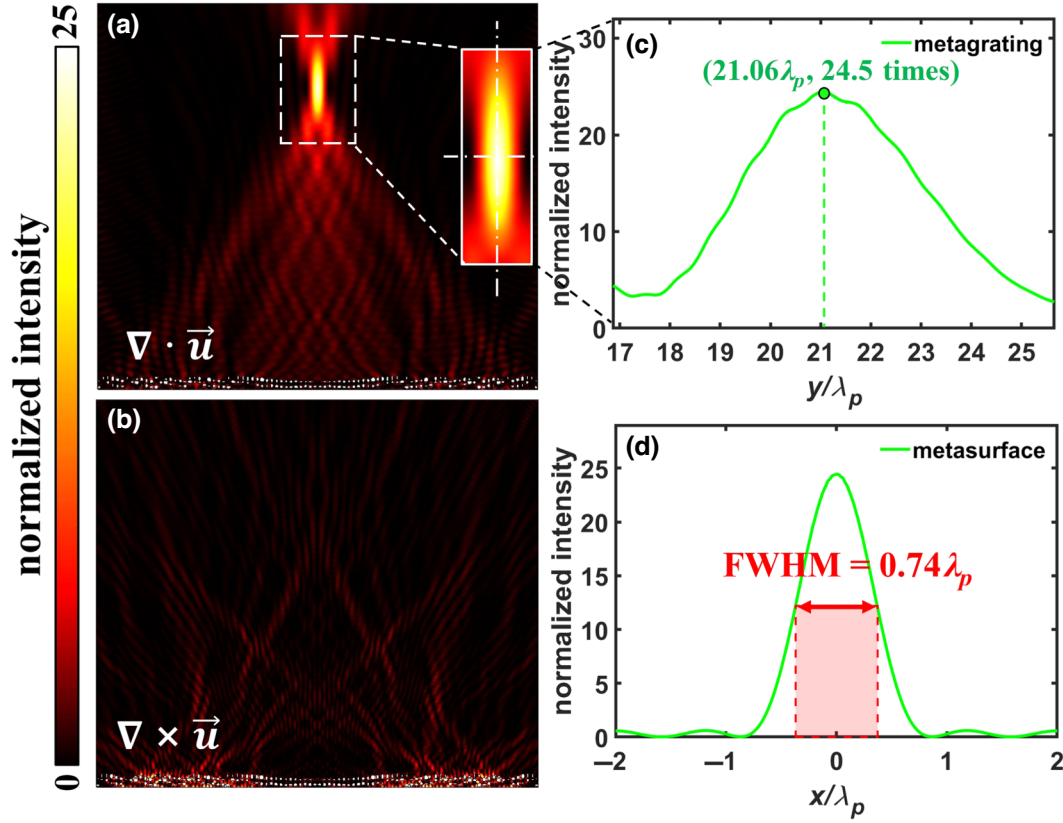 25
normalized intensity
0
(a)
∇ · u⃗
(b)
∇ × u⃗
(c)
metagrating
(21.06λp, 24.5 times)
normalized intensity
30
20
10
0
17 18 19 20 21 22 23 24 25
y/λp
(d)
metasurface
FWHM = 0.74λp
normalized intensity
25
20
15
10
5
0
−2 −1 0 1 2
x/λp